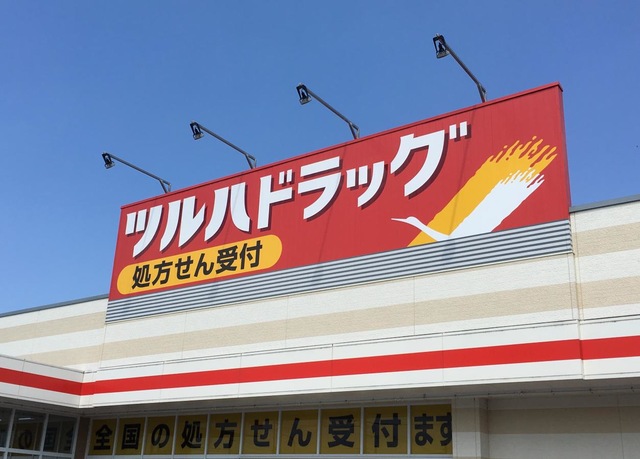 ツルハドラッグ
処方せん受付
の全国の処方せん受付ます